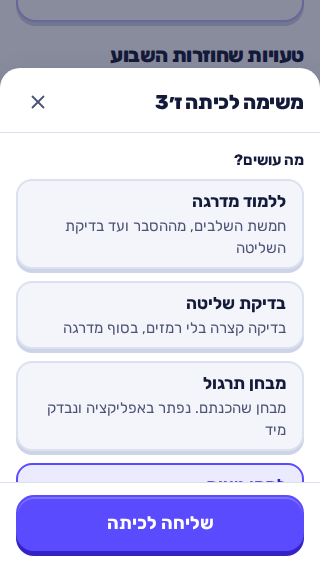 טעויות שחוזרות השבוע
משימה לכיתה ז׳3
מה עושים?
ללמוד מדרגה
חמשת השלבים, מההסבר ועד בדיקת
השליטה
בדיקת שליטה
בדיקה קצרה בלי רמזים, בסוף מדרגה
מבחן תרגול
מבחן שהכנתם. נפתר באפליקציה ונבדק
מיד
שליחה לכיתה